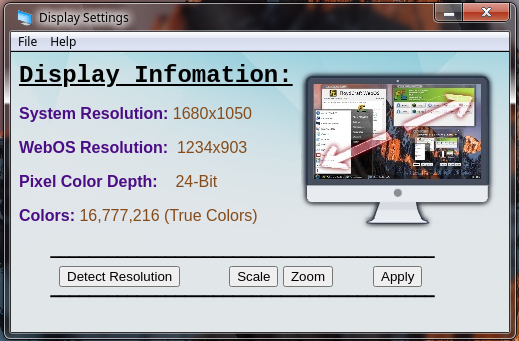 Display Settings
File Help
Display Infomation:
System Resolution: 1680x1050
WebOS Resolution: 1234x903
Pixel Color Depth: 24-Bit
Colors: 16,777,216 (True Colors)
Detect Resolution Scale Zoom Apply